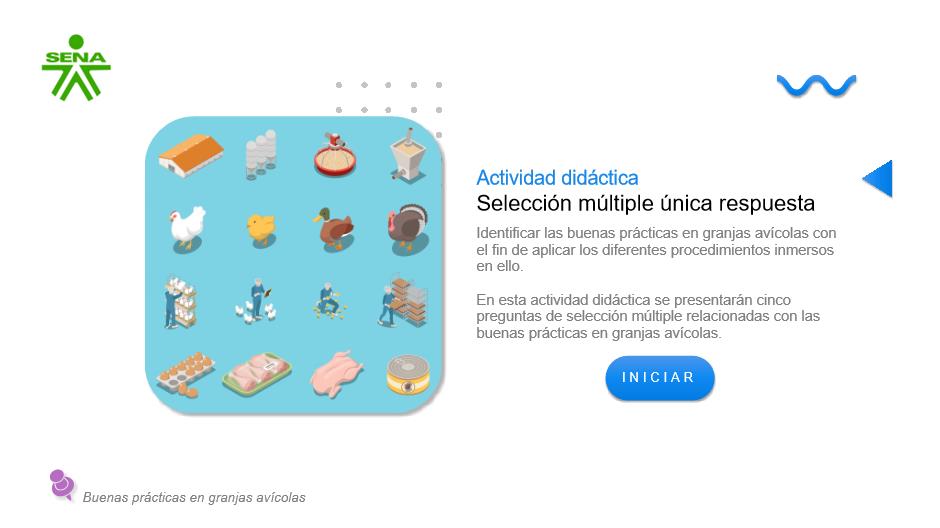 SENA
Actividad didáctica
Selección múltiple única respuesta
Identificar las buenas prácticas en granjas avícolas con
el fin de aplicar los diferentes procedimientos inmersos
en ello.
En esta actividad didáctica se presentarán cinco
preguntas de selección múltiple relacionadas con las
buenas prácticas en granjas avícolas.
INICIAR
Buenas prácticas en granjas avícolas